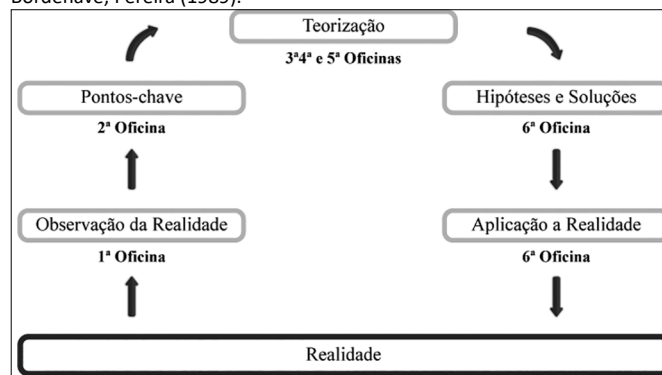 Bordenave, Pereira (1989).
Teorização
3ª4ª e 5ª Oficinas
Pontos-chave
2ª Oficina
Hipóteses e Soluções
6ª Oficina
Observação da Realidade
1ª Oficina
Aplicação a Realidade
6ª Oficina
Realidade